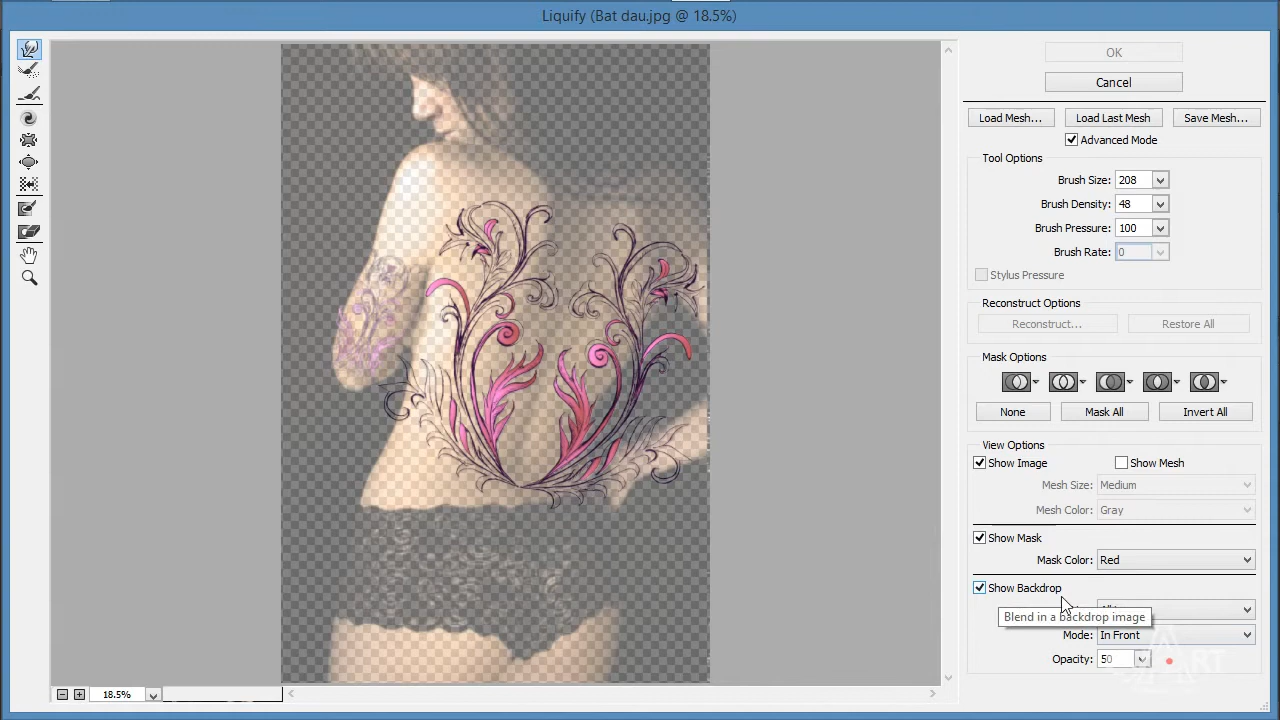 Liquify (Bat dau.jpg @ 18.5%)
OK
Cancel
Load Mesh...
Load Last Mesh
Save Mesh...
Advanced Mode
Tool Options
Brush Size: 208
Brush Density: 48
Brush Pressure: 100
Brush Rate: 0
Stylus Pressure
Reconstruct Options
Reconstruct...
Restore All
Mask Options
None
Mask All
Invert All
View Options
Show Image
Show Mesh
Mesh Size: Medium
Mesh Color: Gray
Show Mask
Mask Color: Red
Show Backdrop
Blend in a backdrop image
Mode: In Front
Opacity: 50
18.5%